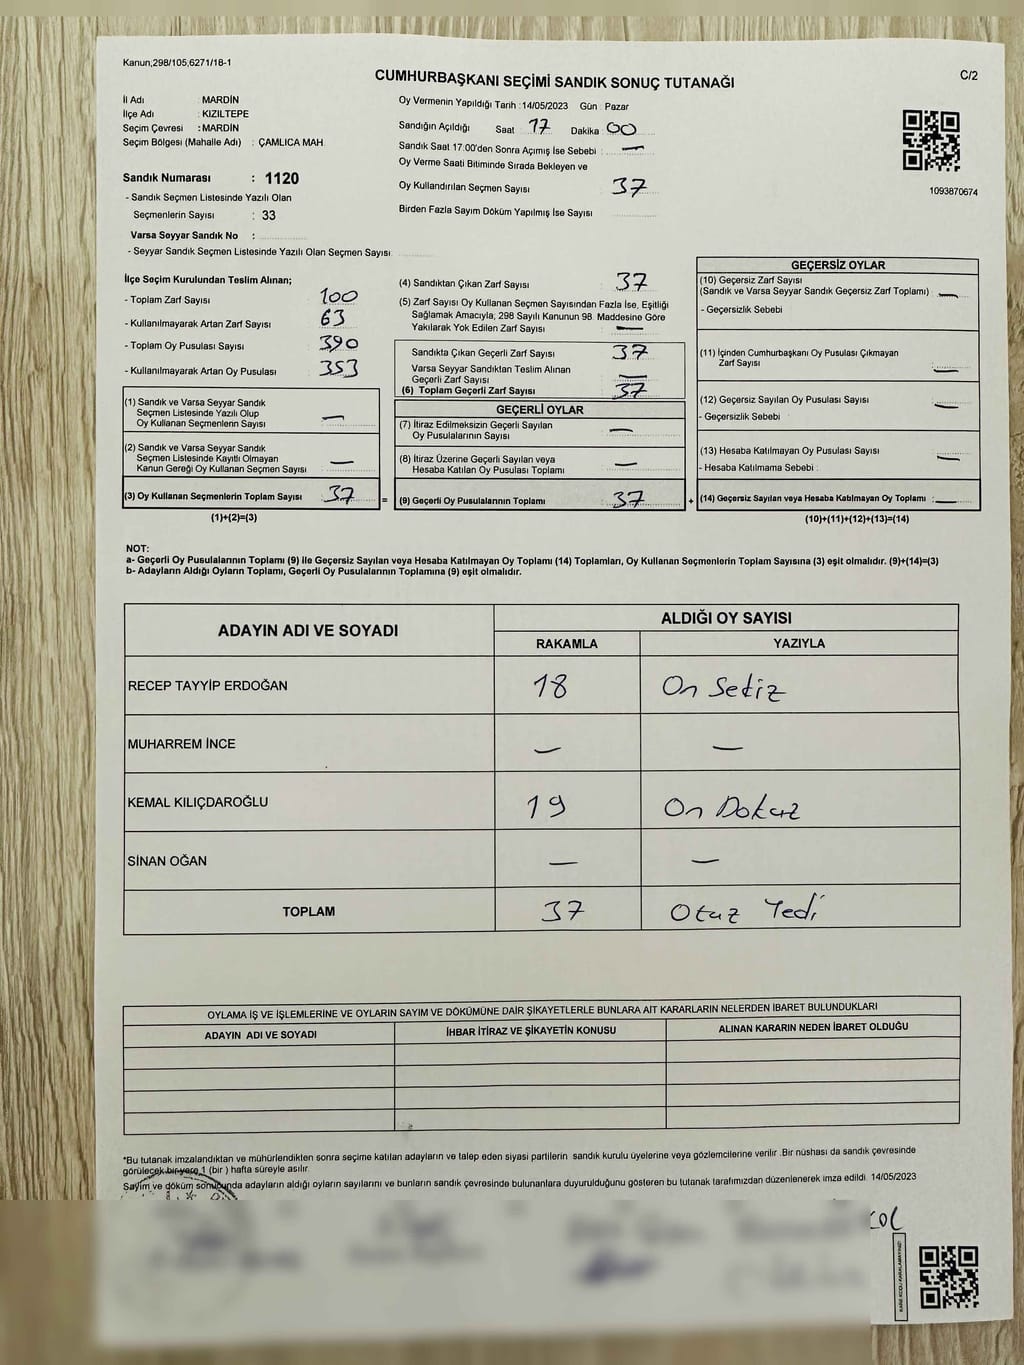 Kanun,298/105,6271/18-1
CUMHURBAŞKANI SEÇİMİ SANDIK SONUÇ TUTANAĞI
C/2
İl Adı : MARDİN
İlçe Adı : KIZILTEPE
Seçim Çevresi : MARDİN
Seçim Bölgesi (Mahalle Adı) : ÇAMLICA MAH.
Sandık Numarası : 1120
- Sandık Seçmen Listesinde Yazılı Olan
Seçmenlerin Sayısı : 33
Varsa Seyyar Sandık No :
- Seyyar Sandık Seçmen Listesinde Yazılı Olan Seçmen Sayısı:
Oy Vermenin Yapıldığı Tarih :14/05/2023 Gün : Pazar
Sandığın Açıldığı Saat 17 Dakika 00
Sandık Saat 17:00'den Sonra Açımış İse Sebebi : —
Oy Verme Saati Bitiminde Sırada Bekleyen ve
Oy Kullandırılan Seçmen Sayısı 37
Birden Fazla Sayım Döküm Yapılmış İse Sayısı
1093870674
İlçe Seçim Kurulundan Teslim Alınan;
- Toplam Zarf Sayısı 100
- Kullanılmayarak Artan Zarf Sayısı 63
- Toplam Oy Pusulası Sayısı 390
- Kullanılmayarak Artan Oy Pusulası 353
(1) Sandık ve Varsa Seyyar Sandık
Seçmen Listesinde Yazılı Olup
Oy Kullanan Seçmenlerin Sayısı —
(2) Sandık ve Varsa Seyyar Sandık
Seçmen Listesinde Kayıtlı Olmayan
Kanun Gereği Oy Kullanan Seçmen Sayısı —
(3) Oy Kullanan Seçmenlerin Toplam Sayısı 37 =
(1)+(2)=(3)
(4) Sandıktan Çıkan Zarf Sayısı 37
(5) Zarf Sayısı Oy Kullanan Seçmen Sayısından Fazla İse, Eşitliği
Sağlamak Amacıyla, 298 Sayılı Kanunun 98. Maddesine Göre
Yakılarak Yok Edilen Zarf Sayısı —
Sandıkta Çıkan Geçerli Zarf Sayısı 37
Varsa Seyyar Sandıktan Teslim Alınan
Geçerli Zarf Sayısı —
(6) Toplam Geçerli Zarf Sayısı 37
GEÇERLİ OYLAR
(7) İtiraz Edilmeksizin Geçerli Sayılan
Oy Pusulalarının Sayısı —
(8) İtiraz Üzerine Geçerli Sayılan veya
Hesaba Katılan Oy Pusulası Toplamı —
(9) Geçerli Oy Pusulalarının Toplamı 37 +
GEÇERSİZ OYLAR
(10) Geçersiz Zarf Sayısı
(Sandık ve Varsa Seyyar Sandık Geçersiz Zarf Toplamı) : —
- Geçersizlik Sebebi
(11) İçinden Cumhurbaşkanı Oy Pusulası Çıkmayan
Zarf Sayısı —
(12) Geçersiz Sayılan Oy Pusulası Sayısı —
- Geçersizlik Sebebi
(13) Hesaba Katılmayan Oy Pusulası Sayısı —
- Hesaba Katılmama Sebebi :
(14) Geçersiz Sayılan veya Hesaba Katılmayan Oy Toplamı : —
(10)+(11)+(12)+(13)=(14)
NOT:
a- Geçerli Oy Pusulalarının Toplamı (9) ile Geçersiz Sayılan veya Hesaba Katılmayan Oy Toplamı (14) Toplamları, Oy Kullanan Seçmenlerin Toplam Sayısına (3) eşit olmalıdır. (9)+(14)=(3)
b- Adayların Aldığı Oyların Toplamı, Geçerli Oy Pusulalarının Toplamına (9) eşit olmalıdır.
ADAYIN ADI VE SOYADI
ALDIĞI OY SAYISI
RAKAMLA YAZIYLA
RECEP TAYYİP ERDOĞAN 18 On Sekiz
MUHARREM İNCE — —
KEMAL KILIÇDAROĞLU 19 On Dokuz
SİNAN OĞAN — —
TOPLAM 37 Otuz Yedi
OYLAMA İŞ VE İŞLEMLERİNE VE OYLARIN SAYIM VE DÖKÜMÜNE DAİR ŞİKAYETLERLE BUNLARA AİT KARARLARIN NELERDEN İBARET BULUNDUKLARI
ADAYIN ADI VE SOYADI İHBAR İTİRAZ VE ŞİKAYETİN KONUSU ALINAN KARARIN NEDEN İBARET OLDUĞU
*Bu tutanak imzalandıktan ve mühürlendikten sonra seçime katılan adayların ve talep eden siyasi partilerin sandık kurulu üyelerine veya gözlemcilerine verilir .Bir nüshası da sandık çevresinde
görülecek bir yere 1 (bir ) hafta süreyle asılır.
Sayım ve döküm sonucunda adayların aldığı oyların sayılarını ve bunların sandık çevresinde bulunanlara duyurulduğunu gösteren bu tutanak tarafımızdan düzenlenerek imza edildi. 14/05/2023